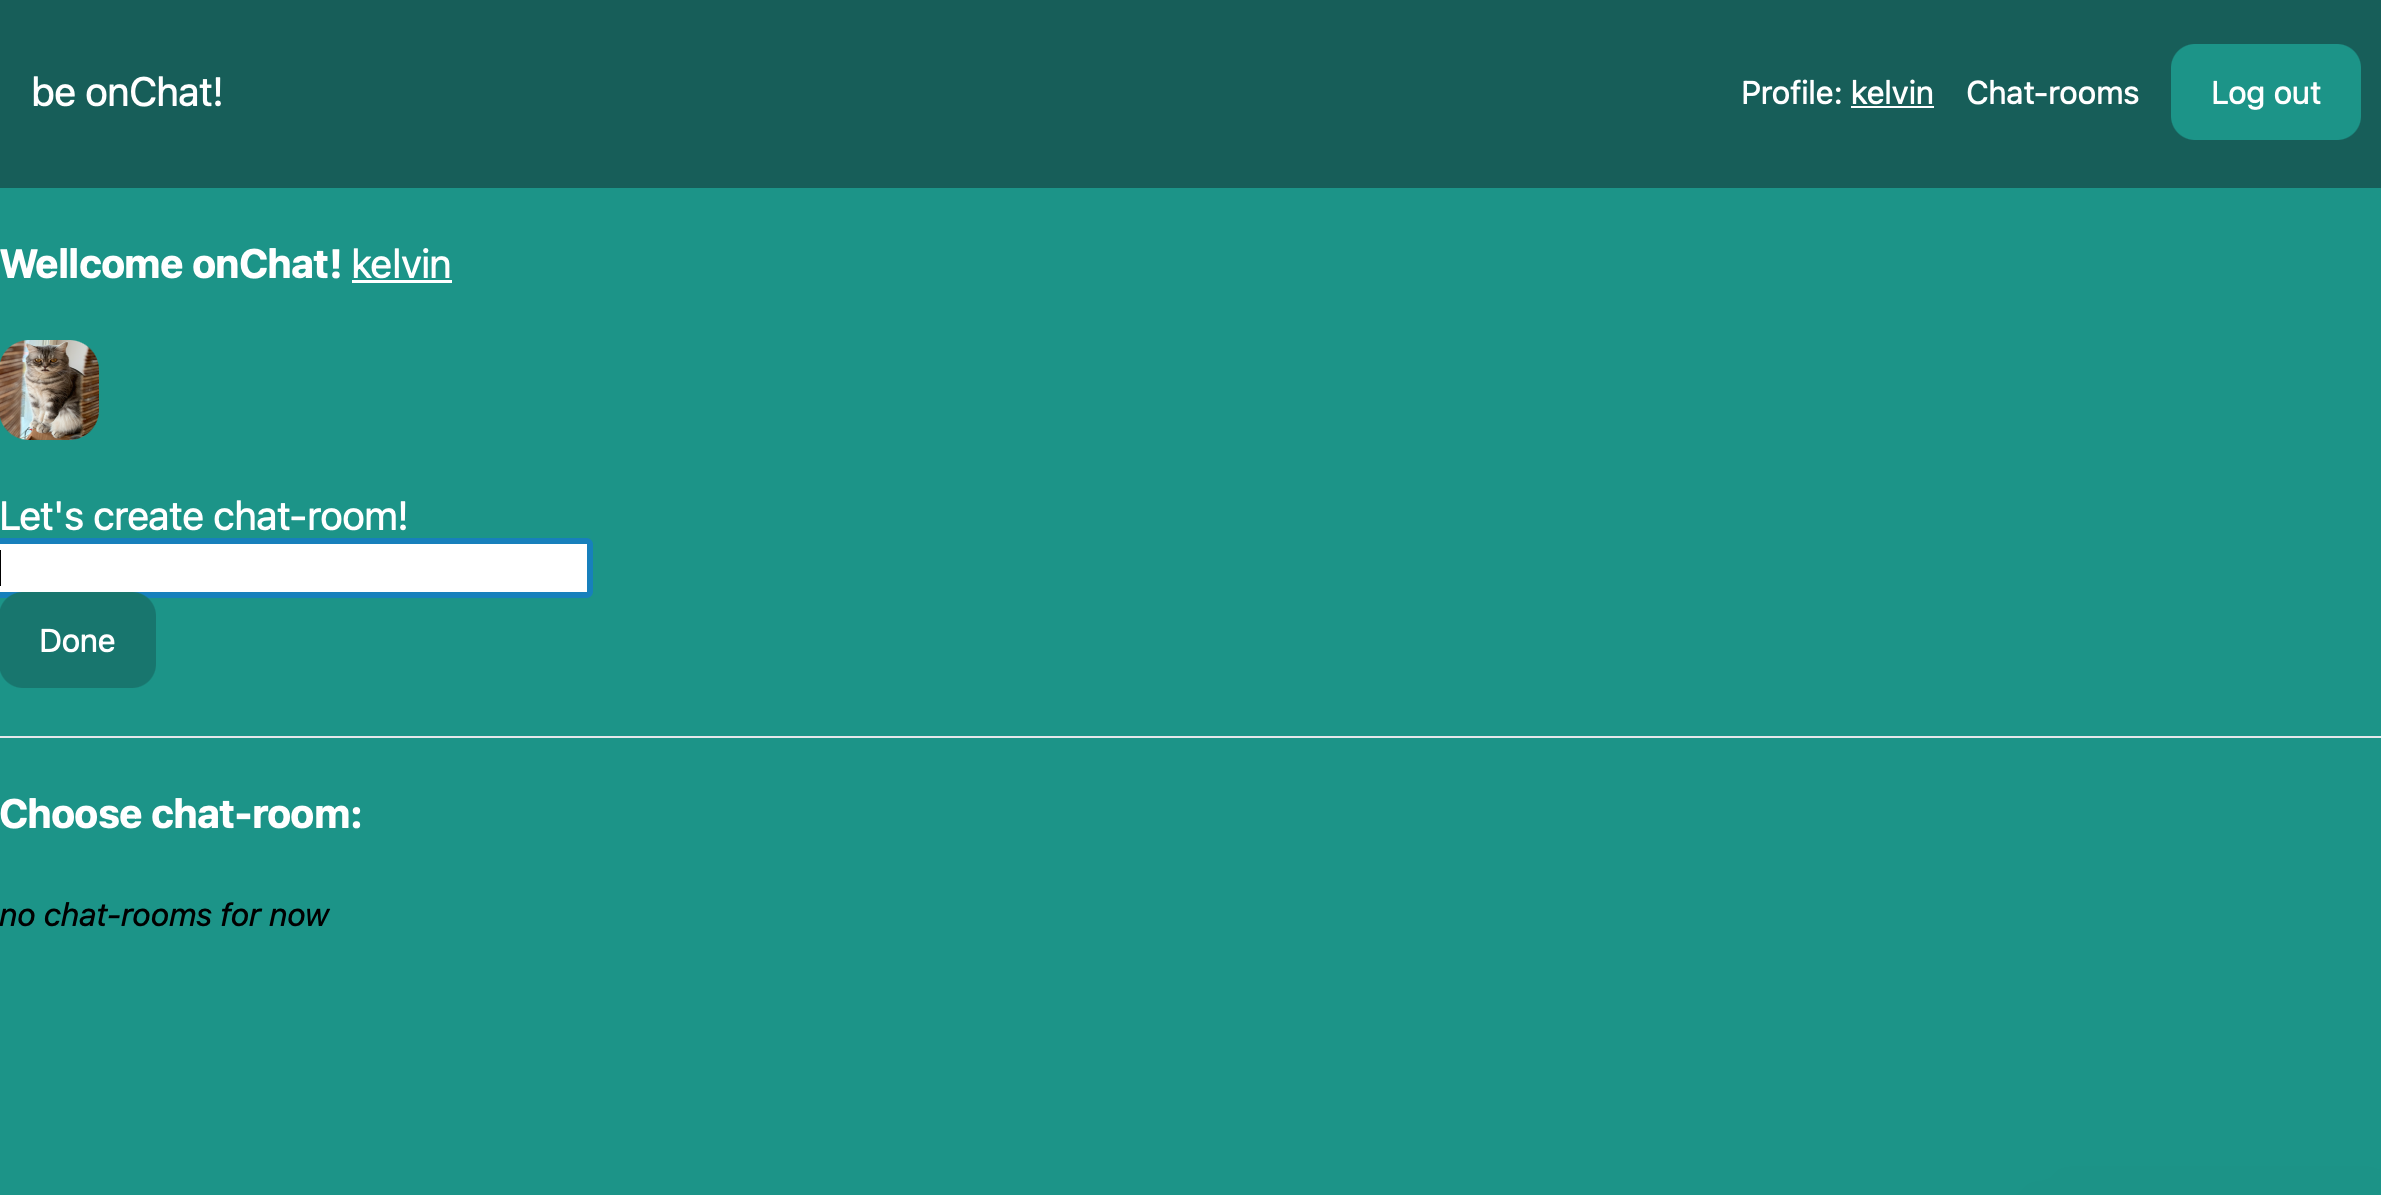 be onChat!
Profile: kelvin Chat-rooms Log out
Wellcome onChat! kelvin
Let's create chat-room!
Done
Choose chat-room:
no chat-rooms for now